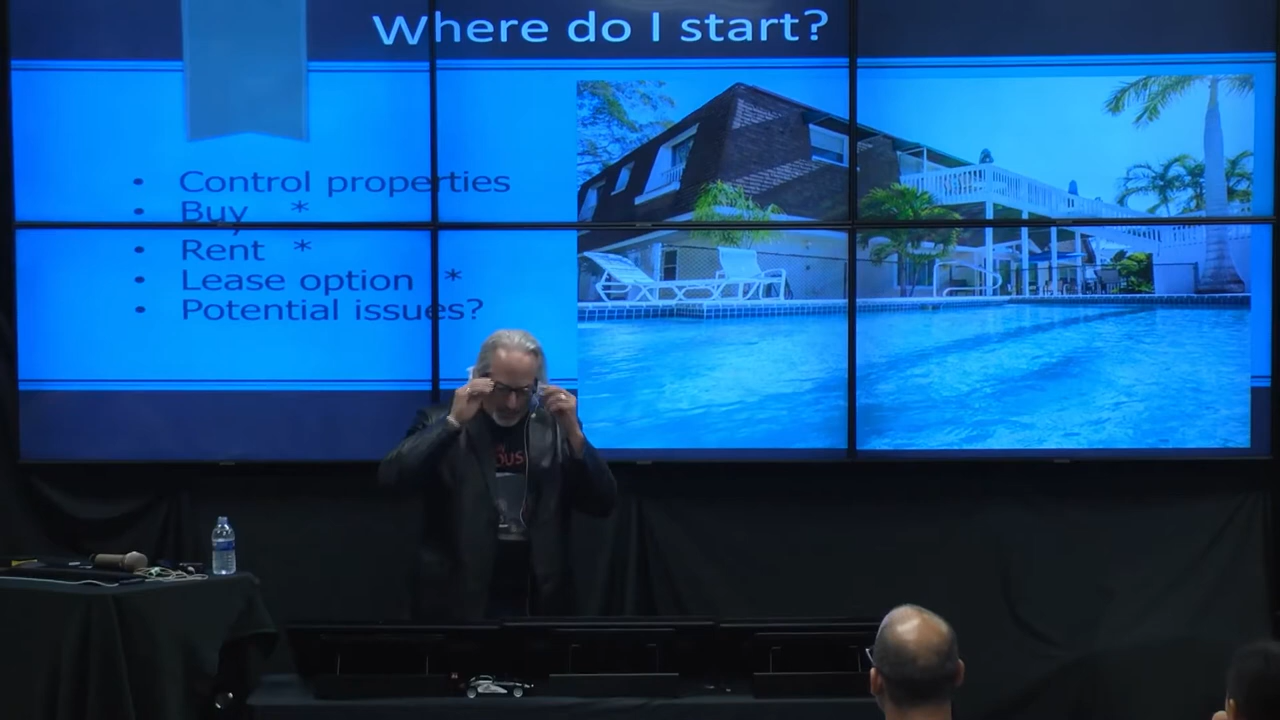 Where do I start?
• Control properties
• Buy *
• Rent *
• Lease option *
• Potential issues?